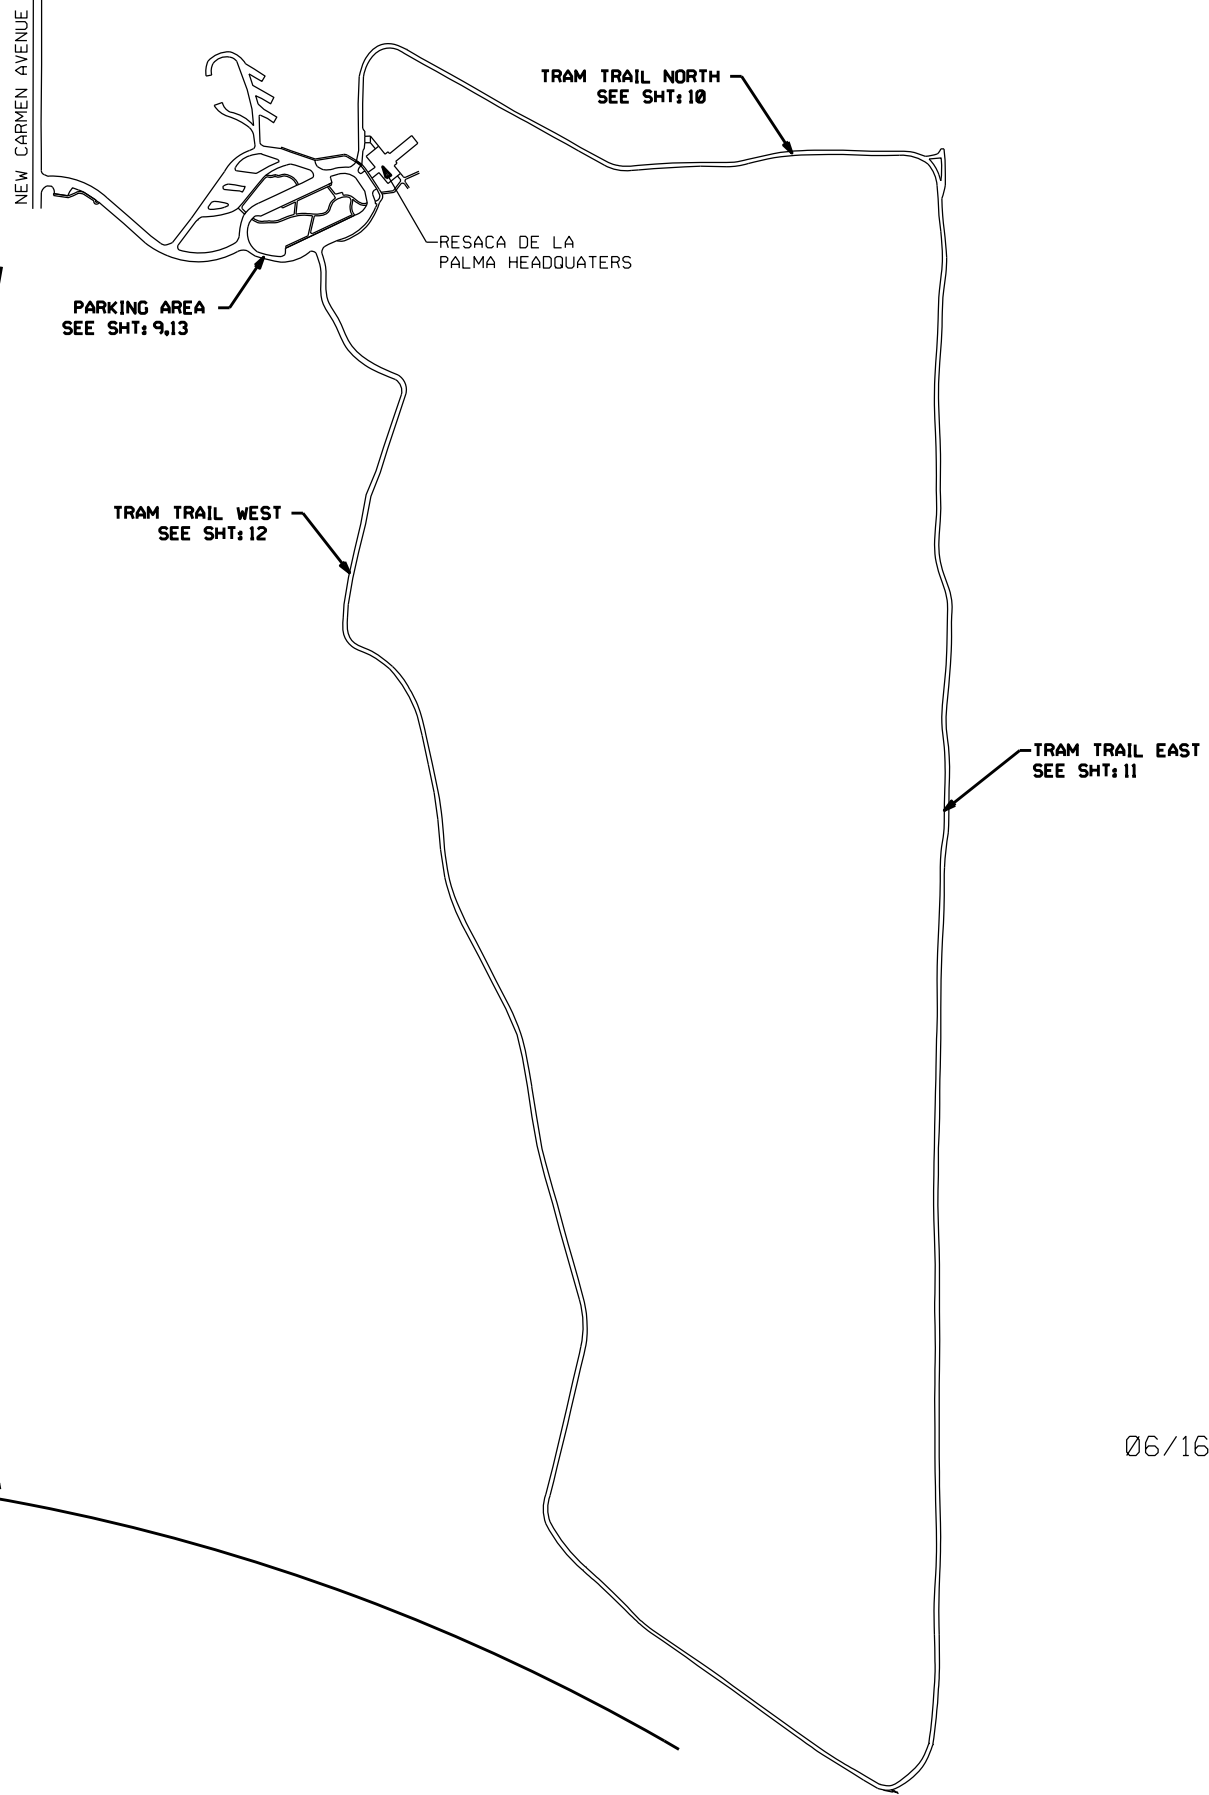 NEW CARMEN AVENUE
TRAM TRAIL NORTH
SEE SHT:10
RESACA DE LA
PALMA HEADQUATERS
PARKING AREA
SEE SHT:9,13
TRAM TRAIL WEST
SEE SHT:12
TRAM TRAIL EAST
SEE SHT:11
06/16